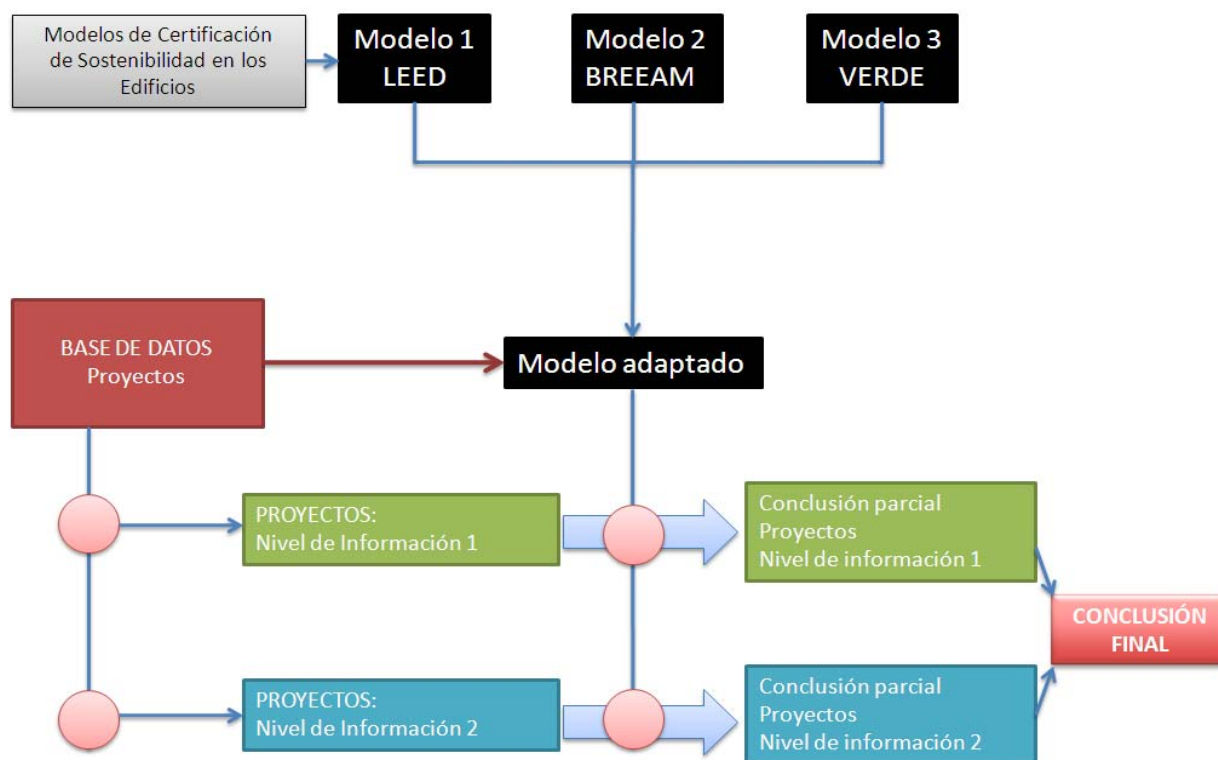 Modelos de Certificación
de Sostenibilidad en los
Edificios
Modelo 1
LEED
Modelo 2
BREEAM
Modelo 3
VERDE
BASE DE DATOS
Proyectos
Modelo adaptado
PROYECTOS:
Nivel de Información 1
Conclusión parcial
Proyectos
Nivel de información 1
CONCLUSIÓN
FINAL
PROYECTOS:
Nivel de Información 2
Conclusión parcial
Proyectos
Nivel de información 2